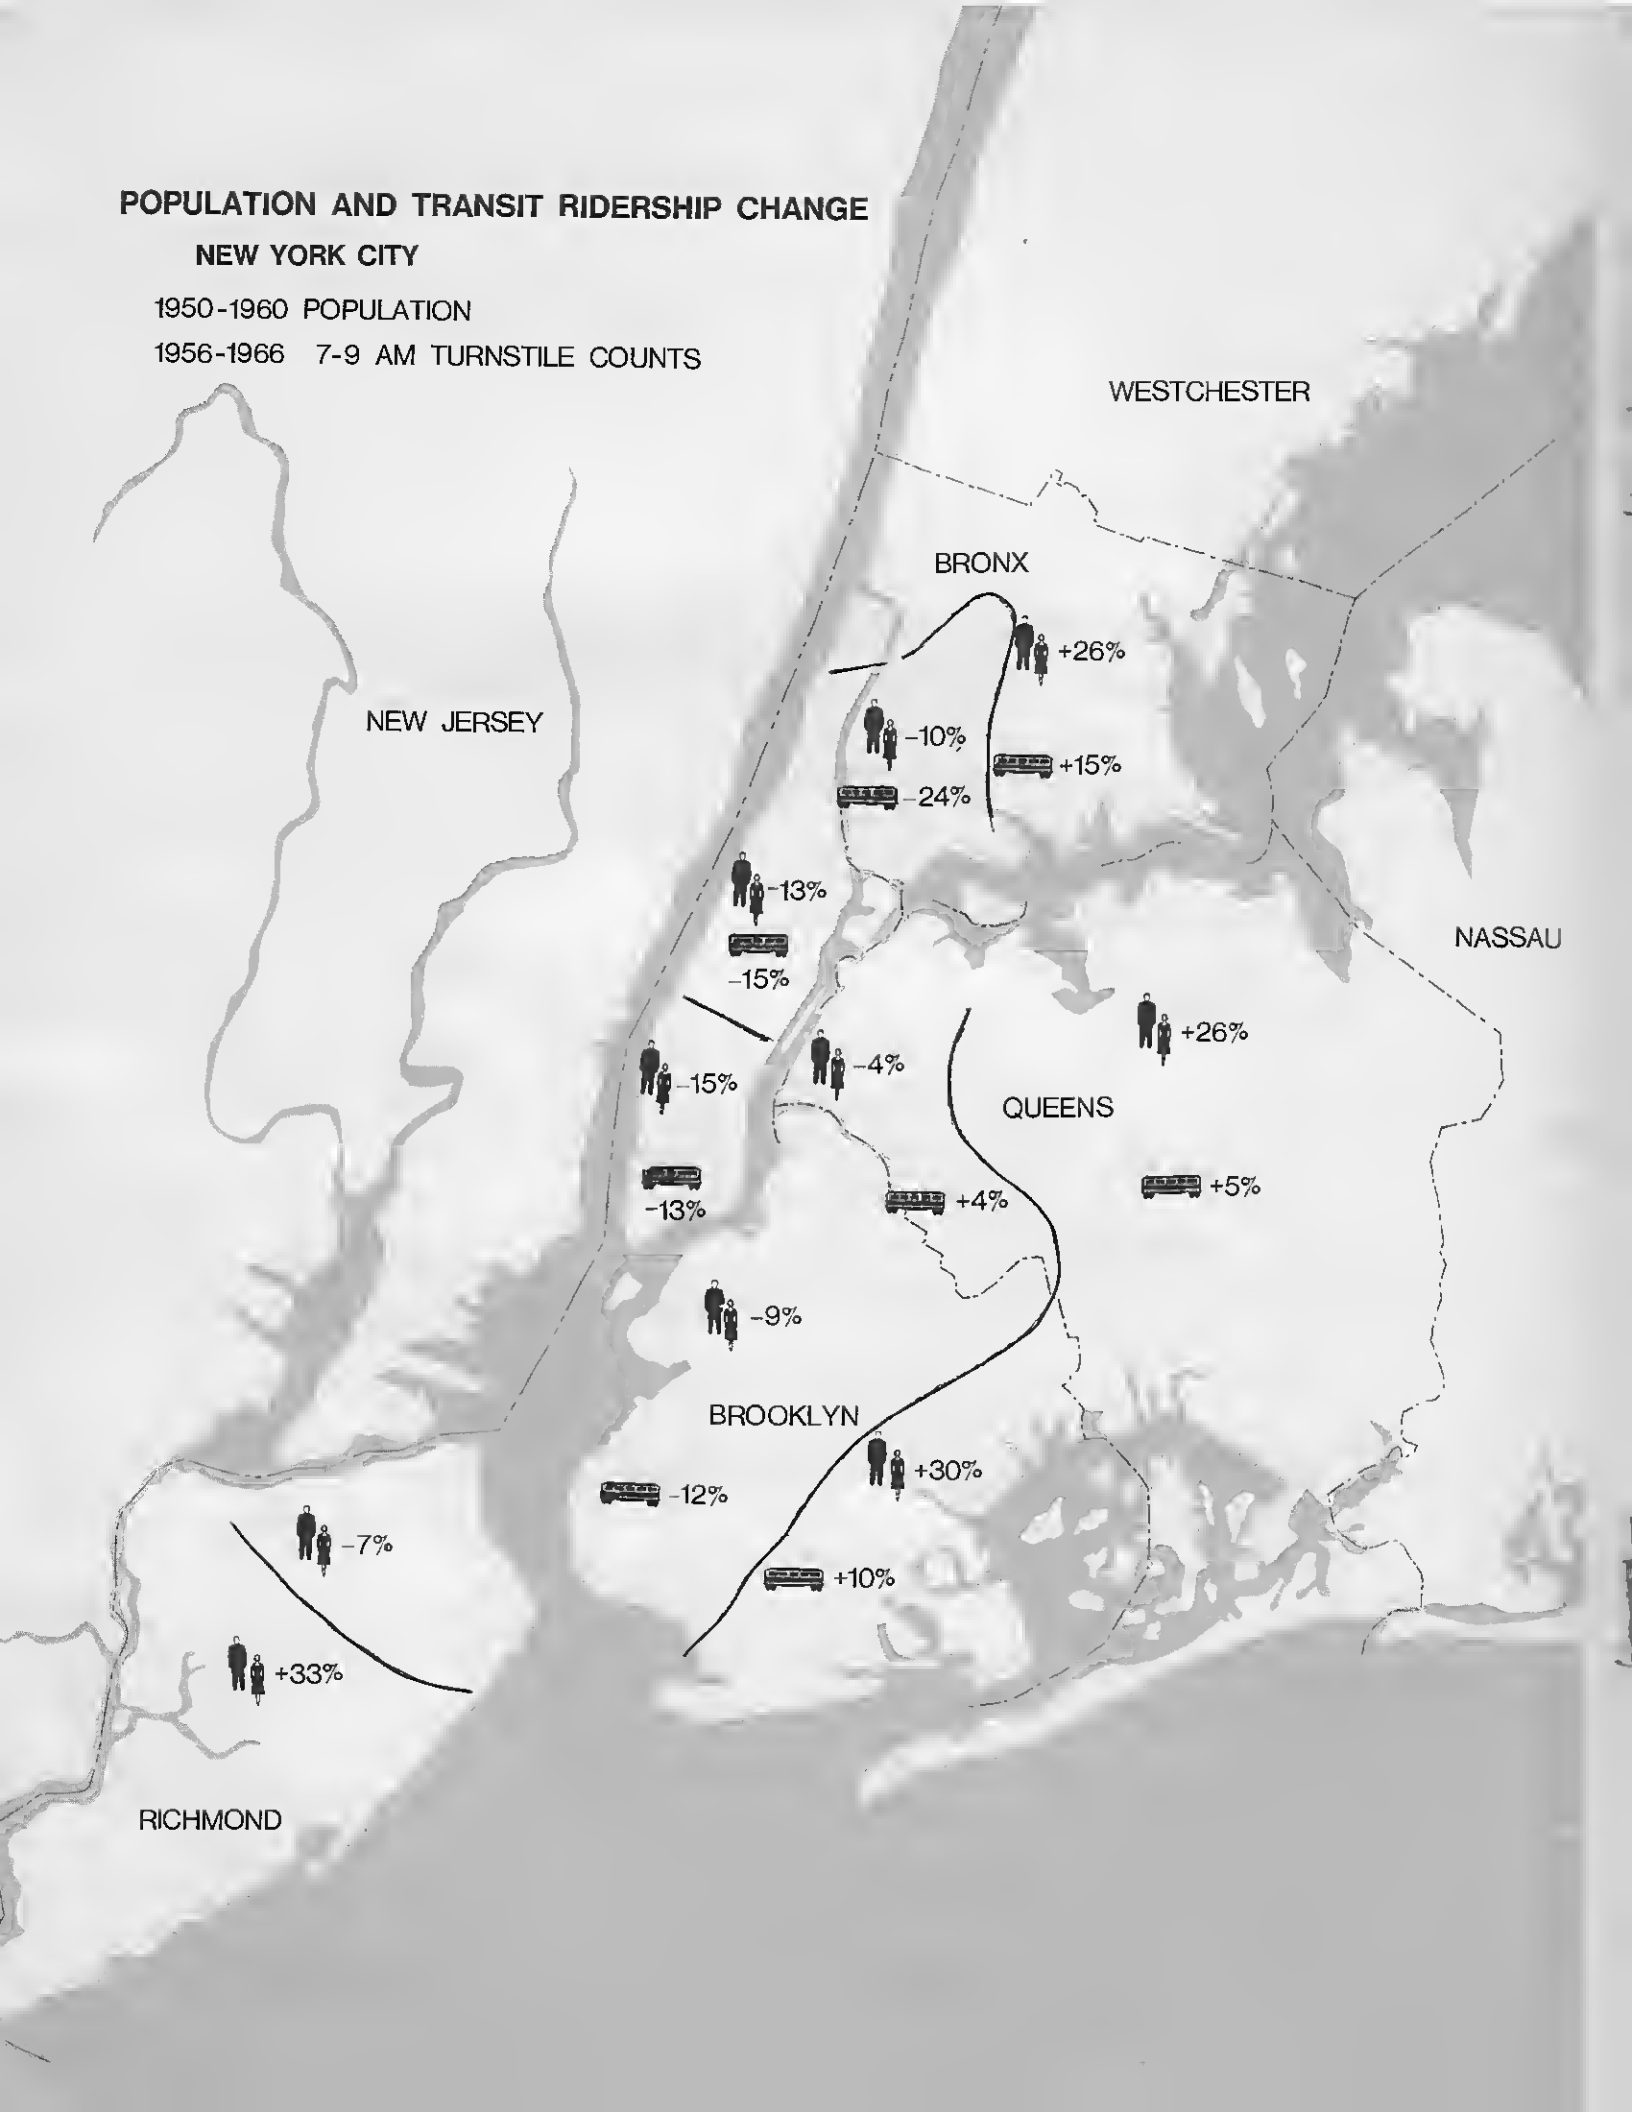 POPULATION AND TRANSIT RIDERSHIP CHANGE
NEW YORK CITY
1950-1960 POPULATION
1956-1966 7-9 AM TURNSTILE COUNTS
WESTCHESTER
BRONX
+26%
NEW JERSEY
-10%
+15%
-24%
-13%
NASSAU
-15%
+26%
-4%
-15%
QUEENS
+5%
+4%
-13%
-9%
BROOKLYN
+30%
-12%
-7%
+10%
+33%
RICHMOND